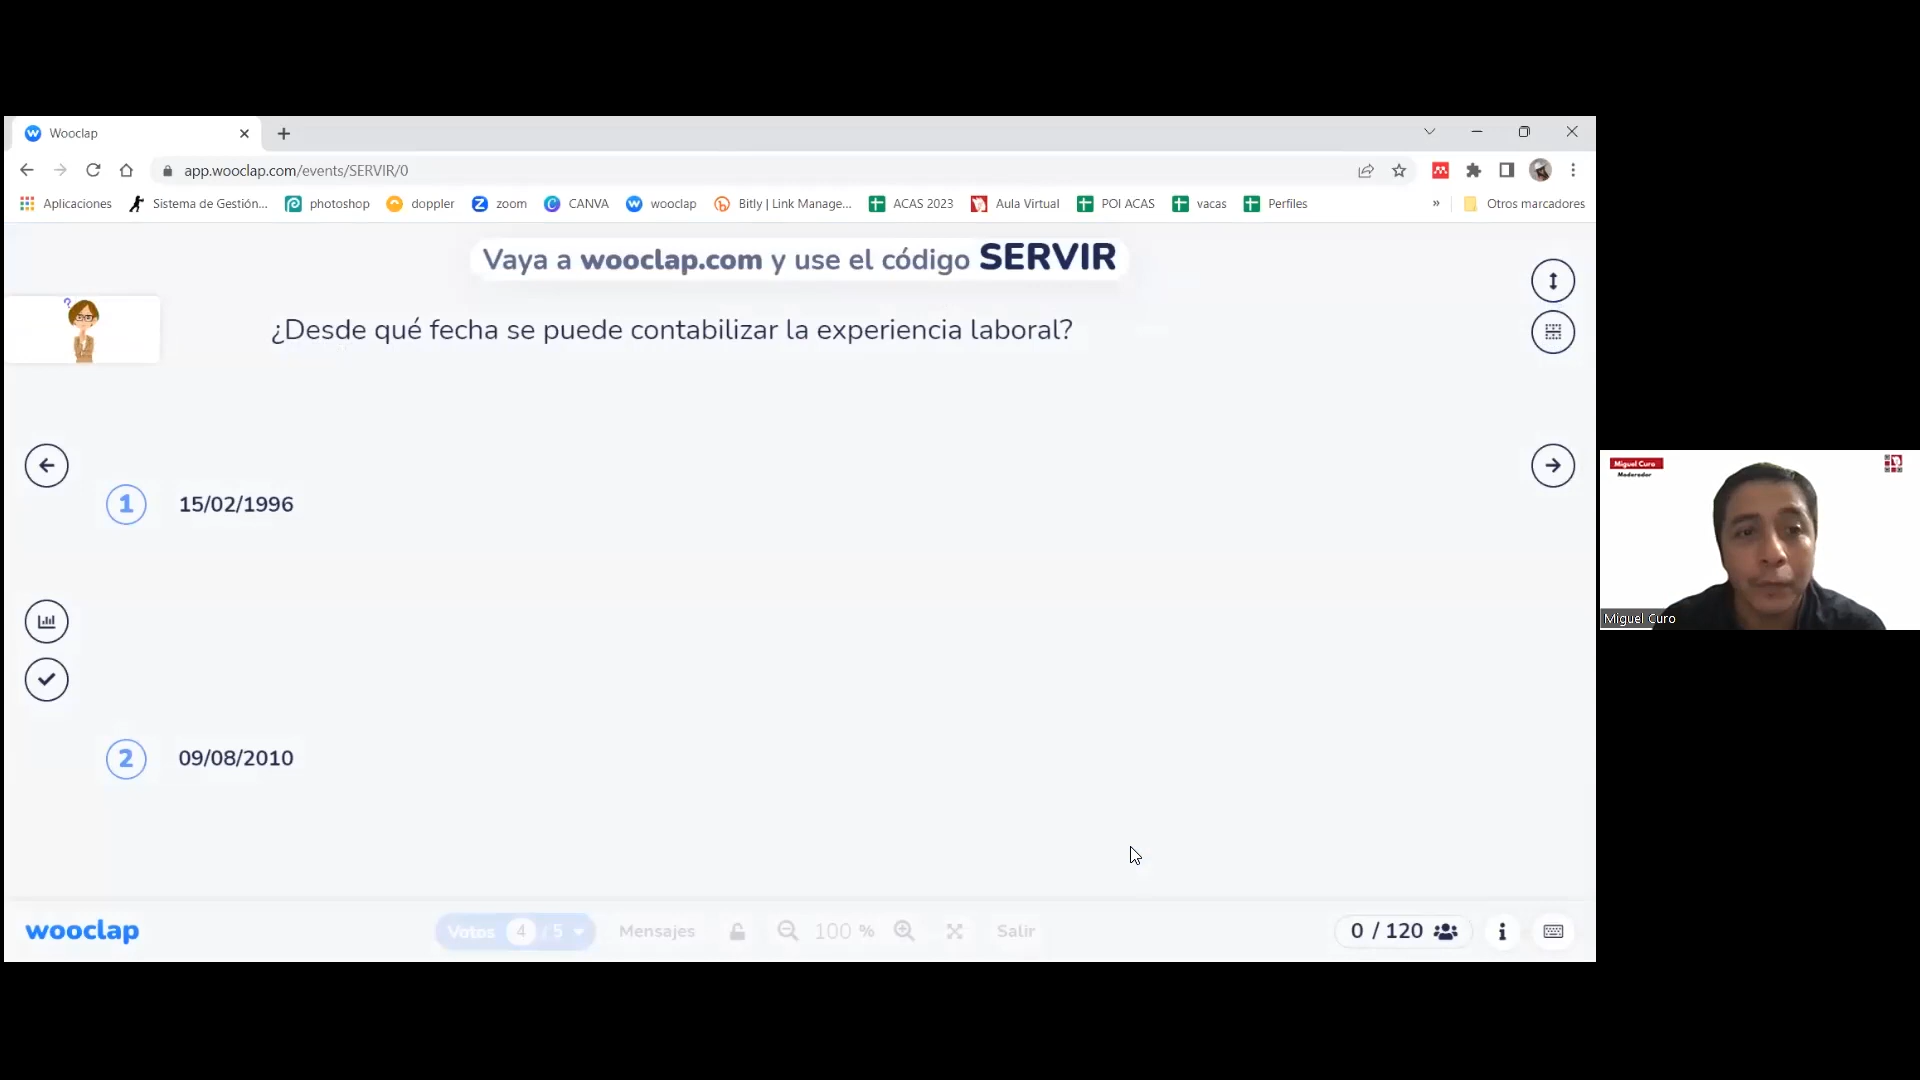 Wooclap
app.wooclap.com/events/SERVIR/0
Aplicaciones Sistema de Gestión... photoshop doppler zoom CANVA wooclap Bitly | Link Manage... ACAS 2023 Aula Virtual POI ACAS vacas Perfiles » Otros marcadores
Vaya a wooclap.com y use el código SERVIR
¿Desde qué fecha se puede contabilizar la experiencia laboral?
1 15/02/1996
2 09/08/2010
wooclap Votos 4 / 5 Mensajes 100 % Salir 0 / 120
Miguel Curo
Moderador
Miguel Curo